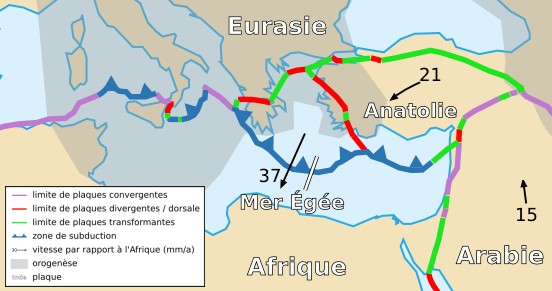 Eurasie
21
Anatolie
37
Mer Égée
15
Afrique
Arabie
limite de plaques convergentes
limite de plaques divergentes / dorsale
limite de plaques transformantes
zone de subduction
vitesse par rapport à l'Afrique (mm/a)
orogenèse
plaque